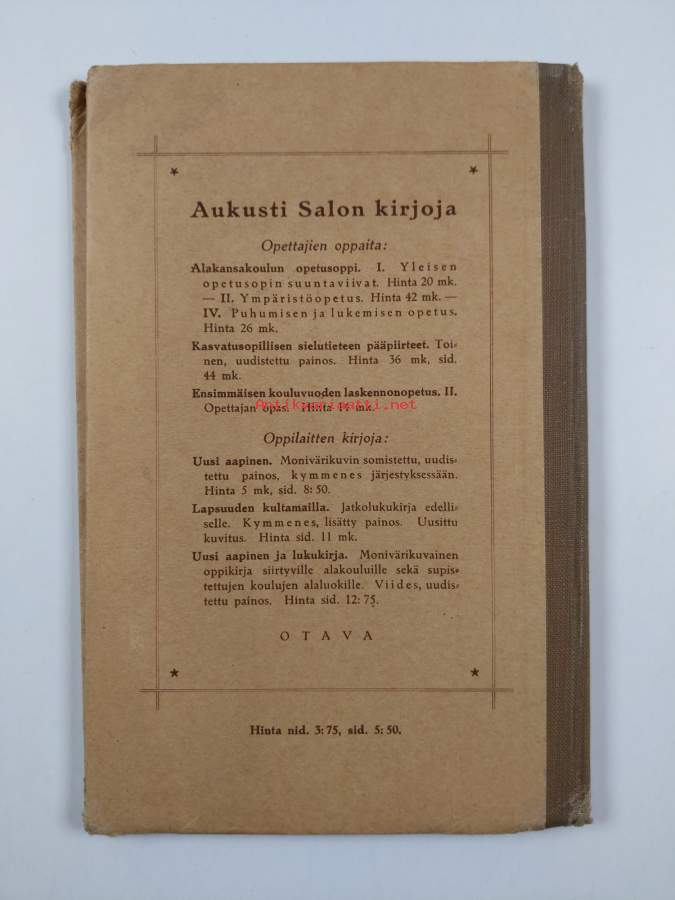 Aukusti Salon kirjoja
Opettajien oppaita:
Alakansakoulun opetusoppi. I. Yleisen
opetusopin suuntaviivat. Hinta 20 mk.
— II. Ympäristöopetus. Hinta 42 mk. —
IV. Puhumisen ja lukemisen opetus.
Hinta 26 mk.
Kasvatusopillisen sielutieteen pääpiirteet. Toi-
nen, uudistettu painos. Hinta 36 mk, sid.
44 mk.
Ensimmäisen kouluvuoden laskennonopetus. II.
Opettajan opas. Hinta 14 mk.
Antikvariaatti.net
Oppilaitten kirjoja:
Uusi aapinen. Monivärikuvin somistettu, uudis-
tettu painos, kymmenes järjestyksessään.
Hinta 5 mk, sid. 8:50.
Lapsuuden kultamailla. Jatkolukukirja edelli-
selle. Kymmenes, lisätty painos. Uusittu
kuvitus. Hinta sid. 11 mk.
Uusi aapinen ja lukukirja. Monivärikuvainen
oppikirja siirtyville alakouluille sekä supis-
tettujen koulujen alaluokille. Viides, uudis-
tettu painos. Hinta sid. 12:75.
OTAVA
Hinta nid. 3:75, sid. 5:50.